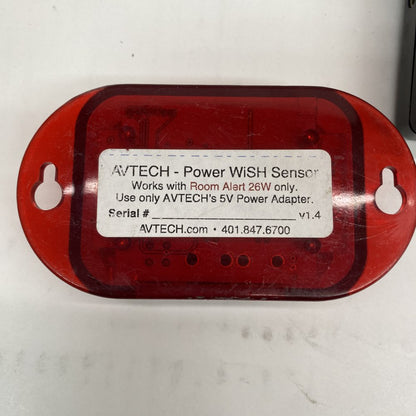 AVTECH - Power WiSH Sensor
Works with Room Alert 26W only.
Use only AVTECH's 5V Power Adapter.
Serial # ____________________ v1.4
AVTECH.com • 401.847.6700